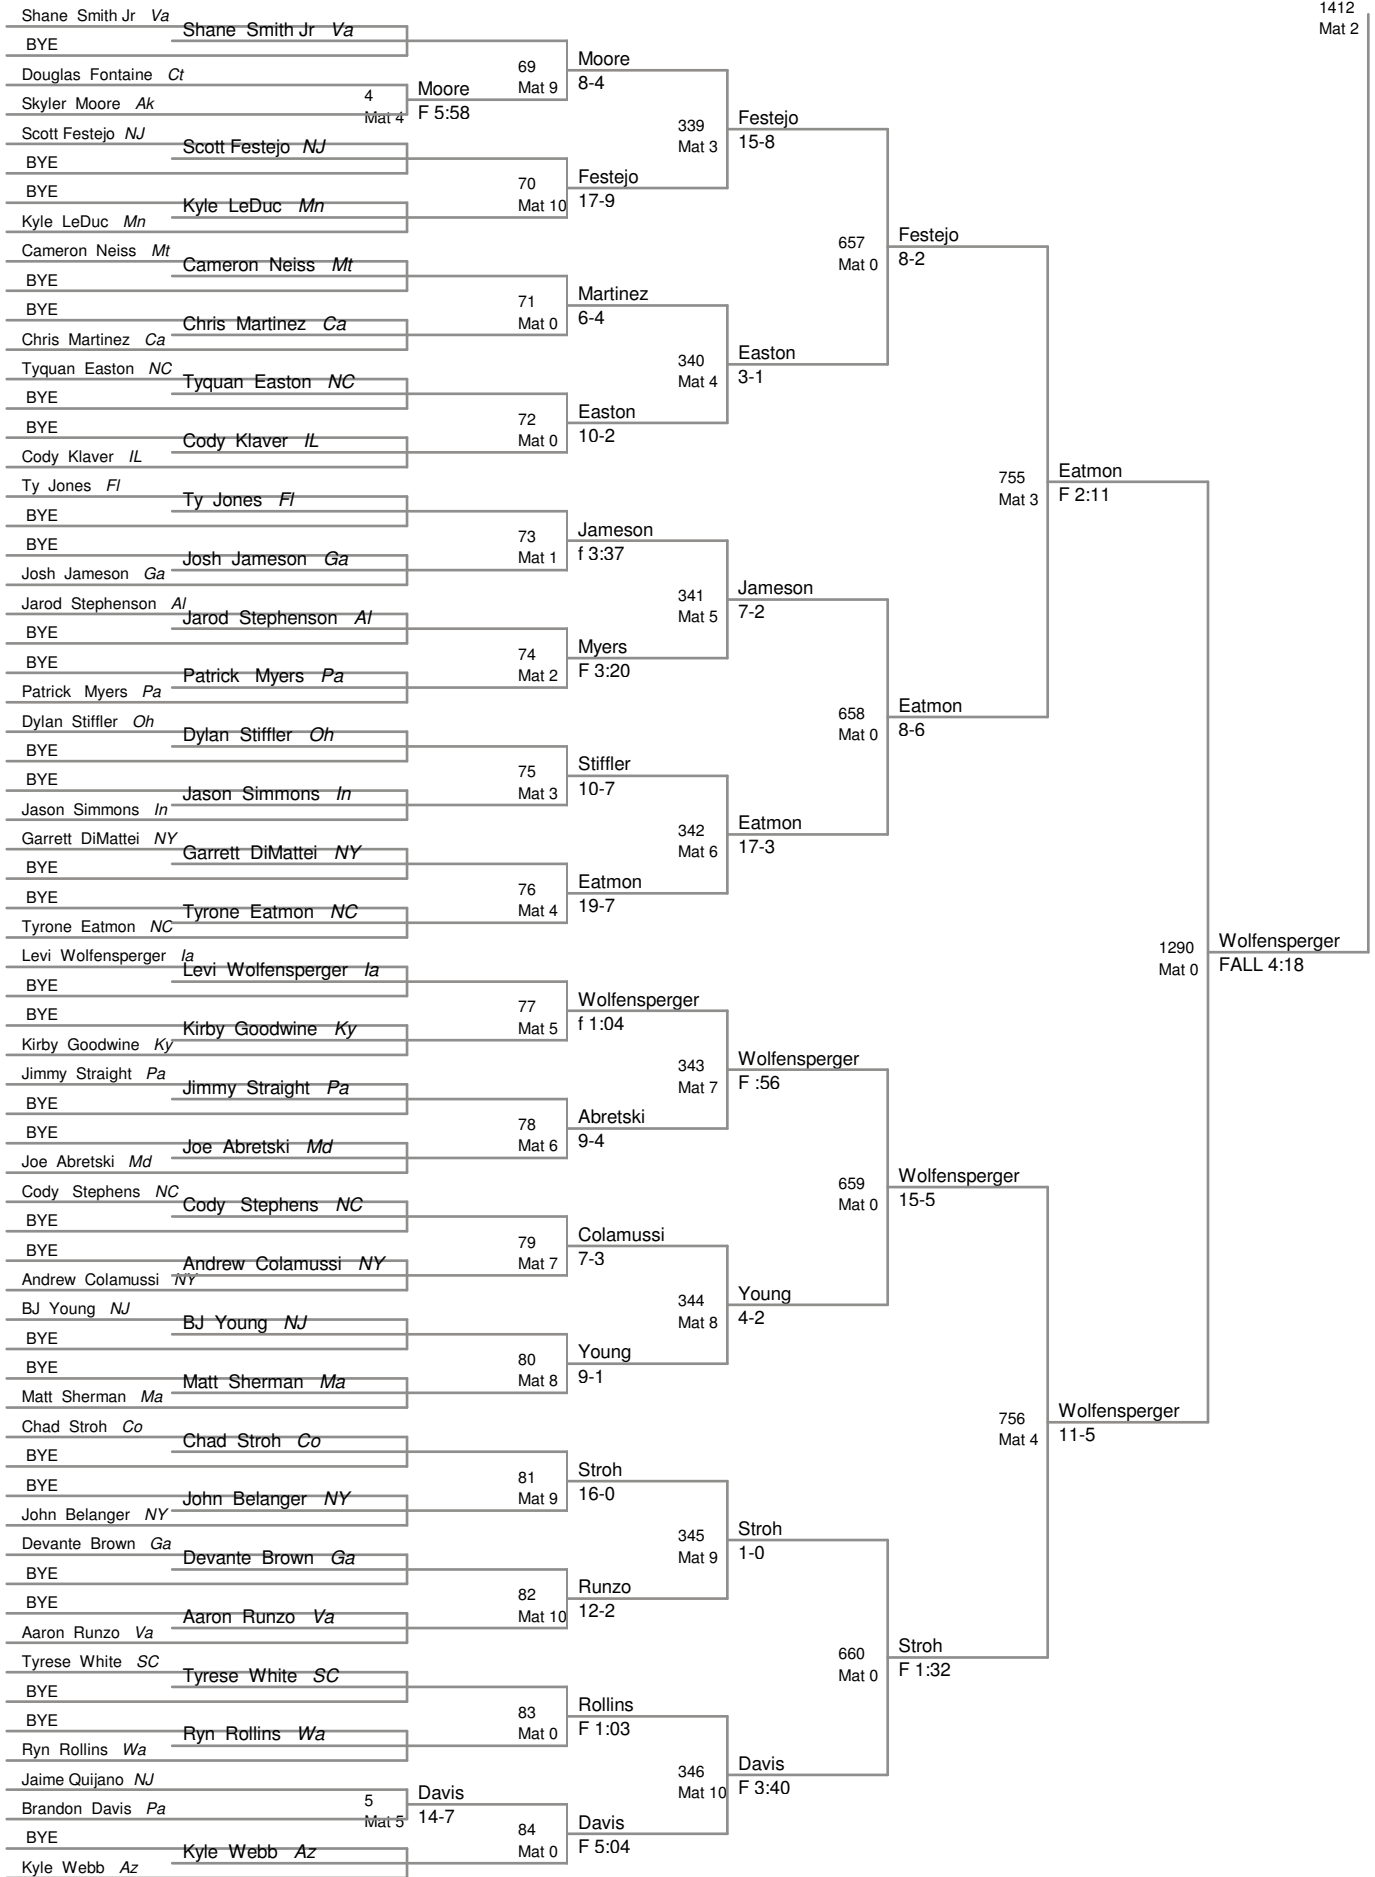 1412
Mat 2
Shane Smith Jr Va
Shane Smith Jr Va
BYE
Moore
69
Mat 9
8-4
Douglas Fontaine Ct
Moore
4
Mat 4
F 5:58
Skyler Moore Ak
Festejo
339
Mat 3
15-8
Scott Festejo NJ
Scott Festejo NJ
BYE
Festejo
70
Mat 10
17-9
BYE
Kyle LeDuc Mn
Kyle LeDuc Mn
Festejo
657
Mat 0
8-2
Cameron Neiss Mt
Cameron Neiss Mt
BYE
Martinez
71
Mat 0
6-4
BYE
Chris Martinez Ca
Chris Martinez Ca
Easton
340
Mat 4
3-1
Tyquan Easton NC
Tyquan Easton NC
BYE
Easton
72
Mat 0
10-2
BYE
Cody Klaver IL
Cody Klaver IL
Eatmon
755
Mat 3
F 2:11
Ty Jones Fl
Ty Jones Fl
BYE
Jameson
73
Mat 1
f 3:37
BYE
Josh Jameson Ga
Josh Jameson Ga
Jameson
341
Mat 5
7-2
Jarod Stephenson Al
Jarod Stephenson Al
BYE
Myers
74
Mat 2
F 3:20
BYE
Patrick Myers Pa
Patrick Myers Pa
Eatmon
658
Mat 0
8-6
Dylan Stiffler Oh
Dylan Stiffler Oh
BYE
Stiffler
75
Mat 3
10-7
BYE
Jason Simmons In
Jason Simmons In
Eatmon
342
Mat 6
17-3
Garrett DiMattei NY
Garrett DiMattei NY
BYE
Eatmon
76
Mat 4
19-7
BYE
Tyrone Eatmon NC
Tyrone Eatmon NC
Wolfensperger
1290
Mat 0
FALL 4:18
Levi Wolfensperger Ia
Levi Wolfensperger Ia
BYE
Wolfensperger
77
Mat 5
f 1:04
BYE
Kirby Goodwine Ky
Kirby Goodwine Ky
Wolfensperger
343
Mat 7
F :56
Jimmy Straight Pa
Jimmy Straight Pa
BYE
Abretski
78
Mat 6
9-4
BYE
Joe Abretski Md
Joe Abretski Md
Wolfensperger
659
Mat 0
15-5
Cody Stephens NC
Cody Stephens NC
BYE
Colamussi
79
Mat 7
7-3
BYE
Andrew Colamussi NY
Andrew Colamussi NY
Young
344
Mat 8
4-2
BJ Young NJ
BJ Young NJ
BYE
Young
80
Mat 8
9-1
BYE
Matt Sherman Ma
Matt Sherman Ma
Wolfensperger
756
Mat 4
11-5
Chad Stroh Co
Chad Stroh Co
BYE
Stroh
81
Mat 9
16-0
BYE
John Belanger NY
John Belanger NY
Stroh
345
Mat 9
1-0
Devante Brown Ga
Devante Brown Ga
BYE
Runzo
82
Mat 10
12-2
BYE
Aaron Runzo Va
Aaron Runzo Va
Stroh
660
Mat 0
F 1:32
Tyrese White SC
Tyrese White SC
BYE
Rollins
83
Mat 0
F 1:03
BYE
Ryn Rollins Wa
Ryn Rollins Wa
Davis
346
Mat 10
F 3:40
Jaime Quijano NJ
Davis
5
Mat 5
14-7
Brandon Davis Pa
Davis
84
Mat 0
F 5:04
BYE
Kyle Webb Az
Kyle Webb Az